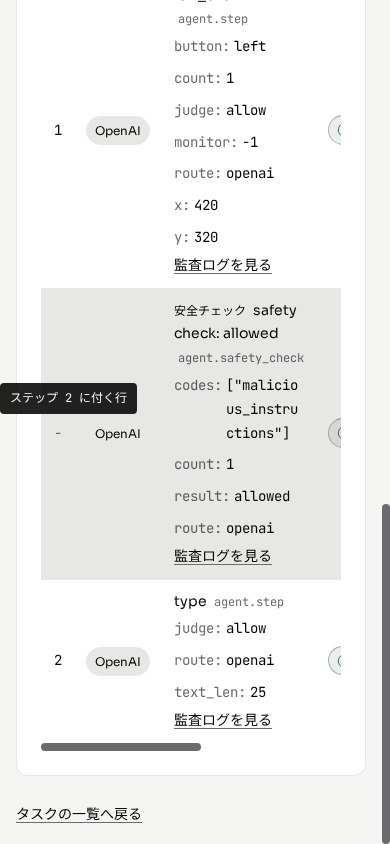 agent.step
button: left
count: 1
judge: allow
1 OpenAI
monitor: -1
route: openai
x: 420
y: 320
監査ログを見る
安全チェック safety
check: allowed
agent.safety_check
codes: ["malicio
us_instru
ctions"]
ステップ 2 に付く行
- OpenAI
count: 1
result: allowed
route: openai
監査ログを見る
type agent.step
judge: allow
2 OpenAI
route: openai
text_len: 25
監査ログを見る
タスクの一覧へ戻る